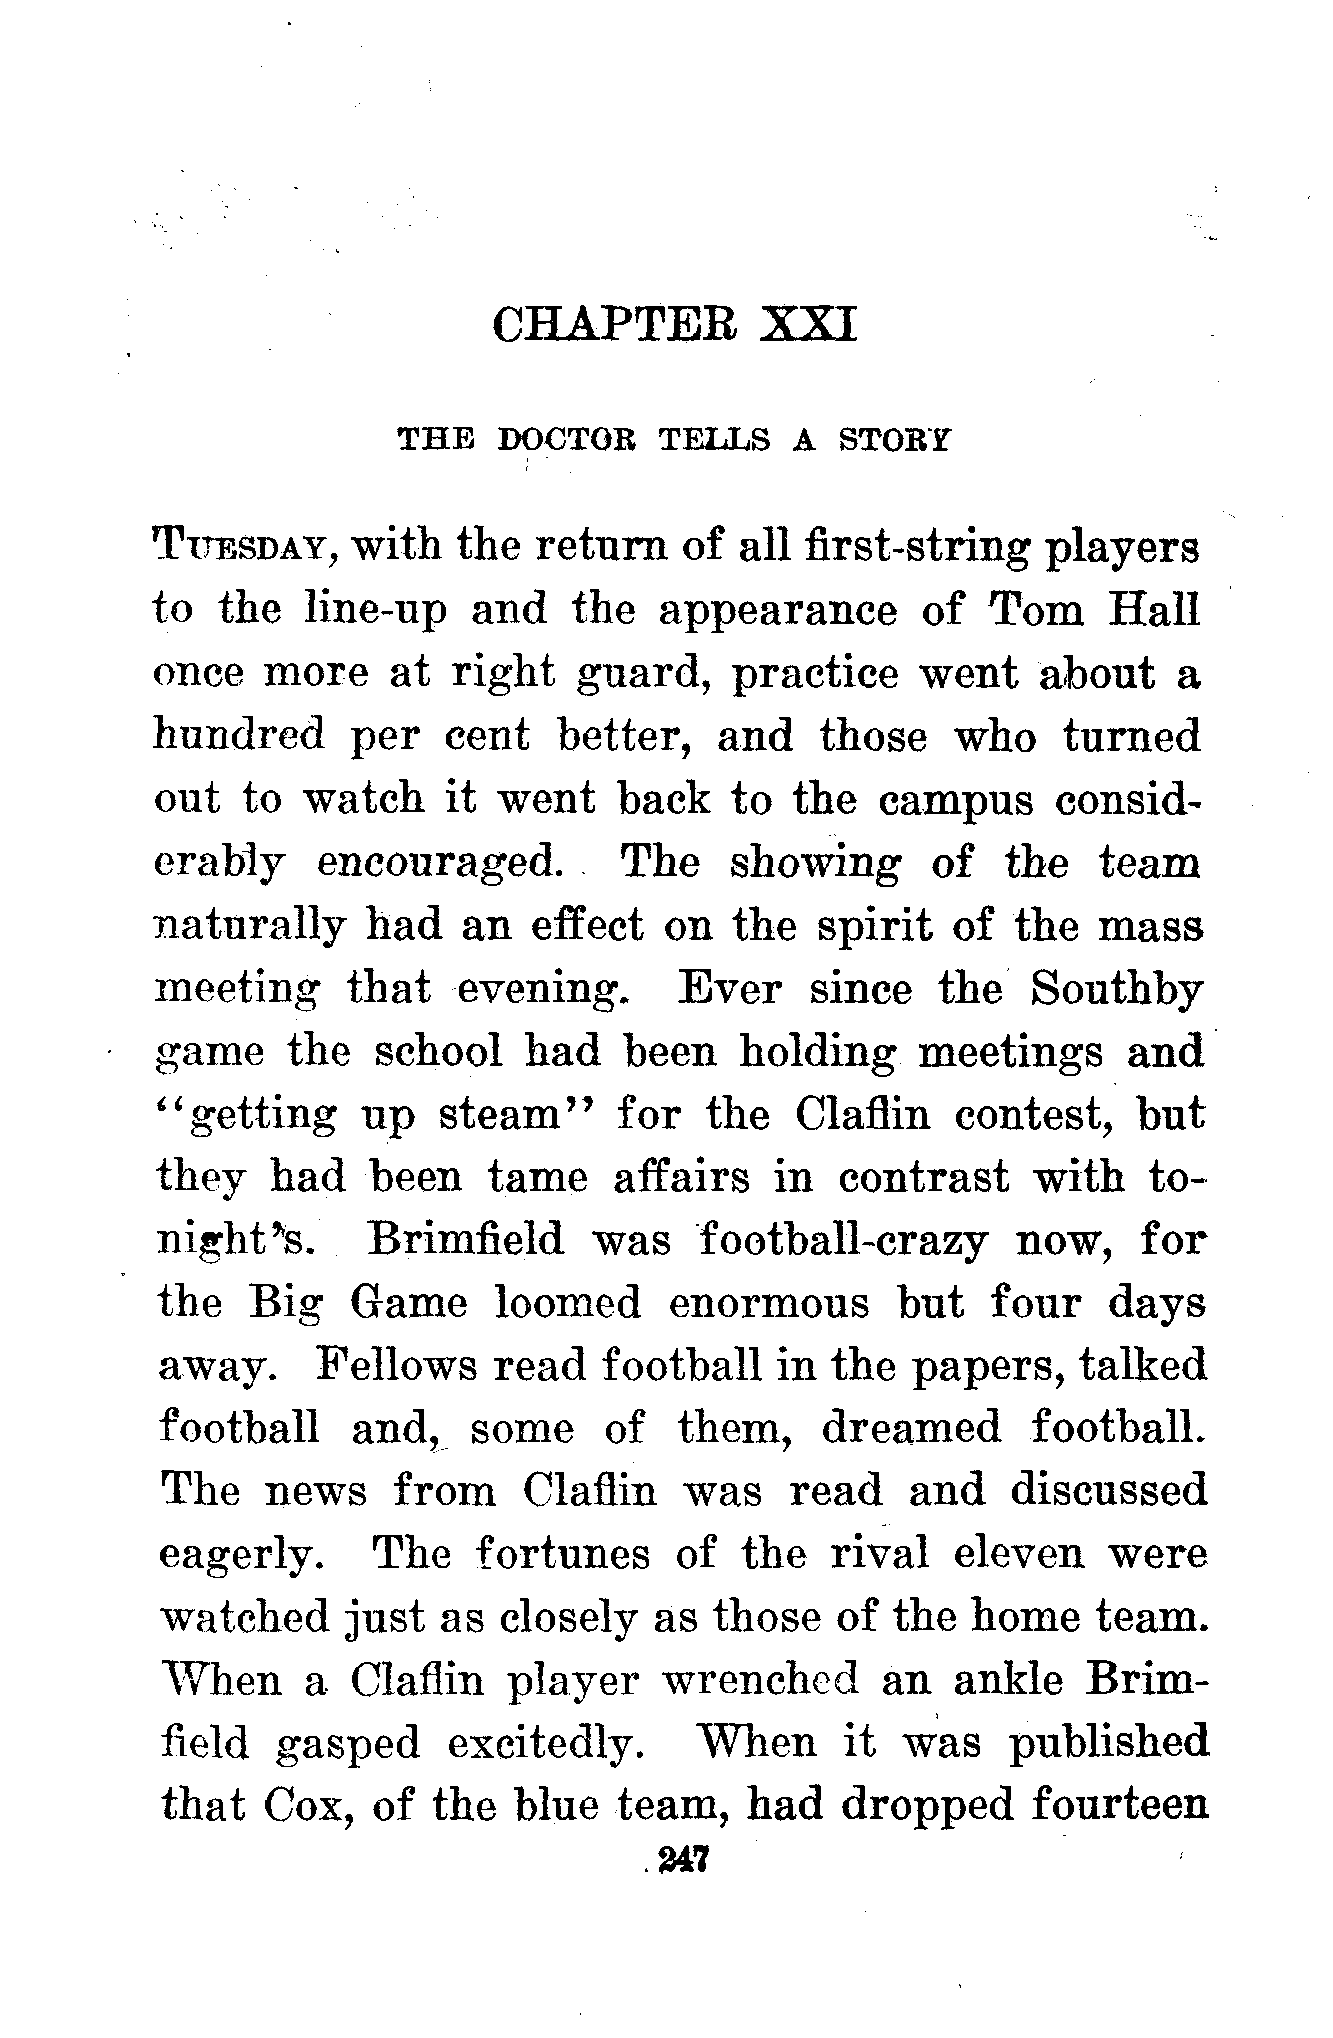 CHAPTER XXI
THE DOCTOR TELLS A STORY
TUESDAY, with the return of all first-string players
to the line-up and the appearance of Tom Hall
once more at right guard, practice went about a
hundred per cent better, and those who turned
out to watch it went back to the campus consid-
erably encouraged. The showing of the team
naturally had an effect on the spirit of the mass
meeting that evening. Ever since the Southby
game the school had been holding meetings and
“getting up steam” for the Claflin contest, but
they had been tame affairs in contrast with to-
night's. Brimfield was football-crazy now, for
the Big Game loomed enormous but four days
away. Fellows read football in the papers, talked
football and, some of them, dreamed football.
The news from Claflin was read and discussed
eagerly. The fortunes of the rival eleven were
watched just as closely as those of the home team.
When a Claflin player wrenched an ankle Brim-
field gasped excitedly. When it was published
that Cox, of the blue team, had dropped fourteen
247